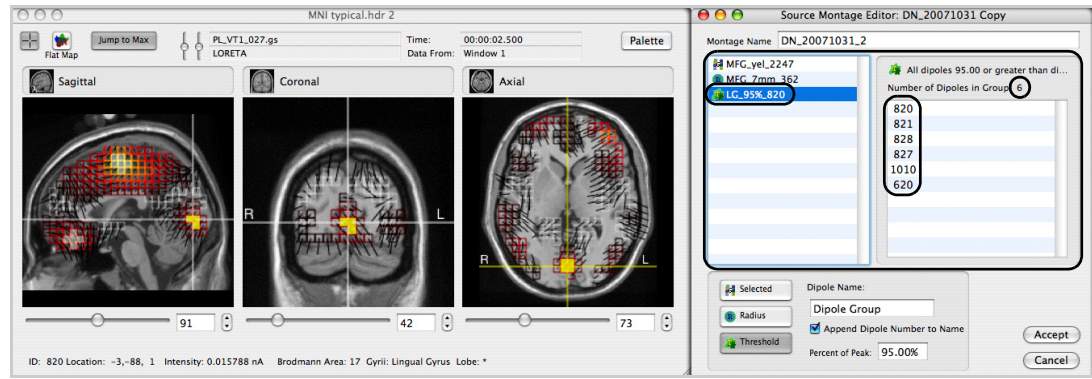 MNI typical.hdr 2
Flat Map
Jump to Max
PL_VT1_027.gs
LORETA
Time: 00:00:02.500
Data From: Window 1
Palette
Sagittal
Coronal
Axial
R
L
R
L
91
42
73
ID: 820 Location: -3,-88, 1 Intensity: 0.015788 nA Brodmann Area: 17 Gyrii: Lingual Gyrus Lobe: *
Source Montage Editor: DN_20071031 Copy
Montage Name DN_20071031_2
MFG_yel_2247
MFG_7mm_362
LG_95%_820
All dipoles 95.00 or greater than di...
Number of Dipoles in Group 6
820
821
828
827
1010
620
Selected
R Radius
Threshold
Dipole Name:
Dipole Group
Append Dipole Number to Name
Percent of Peak: 95.00%
Accept
Cancel